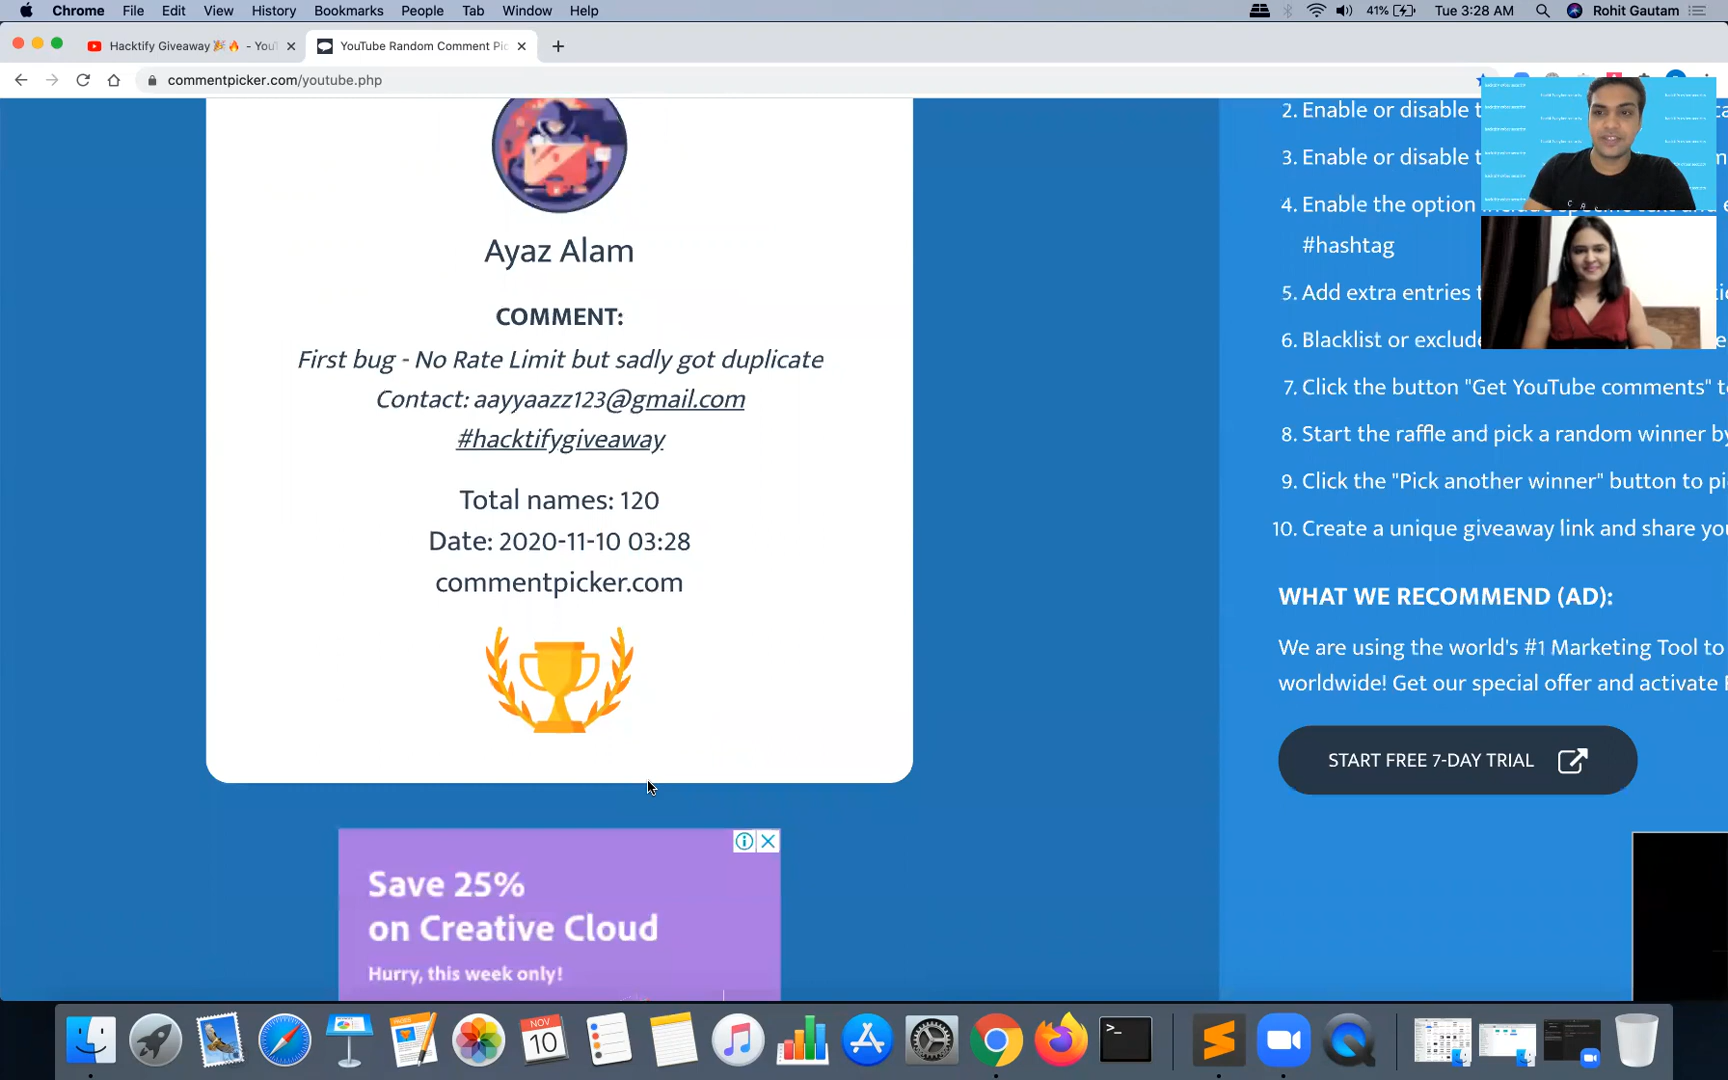 Chrome File Edit View History Bookmarks People Tab Window Help
41% Tue 3:28 AM Rohit Gautam
Hacktify Giveaway🎉🔥 - You
YouTube Random Comment Pic
commentpicker.com/youtube.php
Ayaz Alam
COMMENT:
First bug - No Rate Limit but sadly got duplicate
Contact: aayyaazz123@gmail.com
#hacktifygiveaway
Total names: 120
Date: 2020-11-10 03:28
commentpicker.com
Save 25%
on Creative Cloud
Hurry, this week only!
2. Enable or disable t
3. Enable or disable t
4. Enable the option
#hashtag
5. Add extra entries
6. Blacklist or exclude
7. Click the button "Get YouTube comments" to
8. Start the raffle and pick a random winner by
9. Click the "Pick another winner" button to pi
10. Create a unique giveaway link and share you
WHAT WE RECOMMEND (AD):
We are using the world's #1 Marketing Tool to
worldwide! Get our special offer and activate
START FREE 7-DAY TRIAL
NOV
10